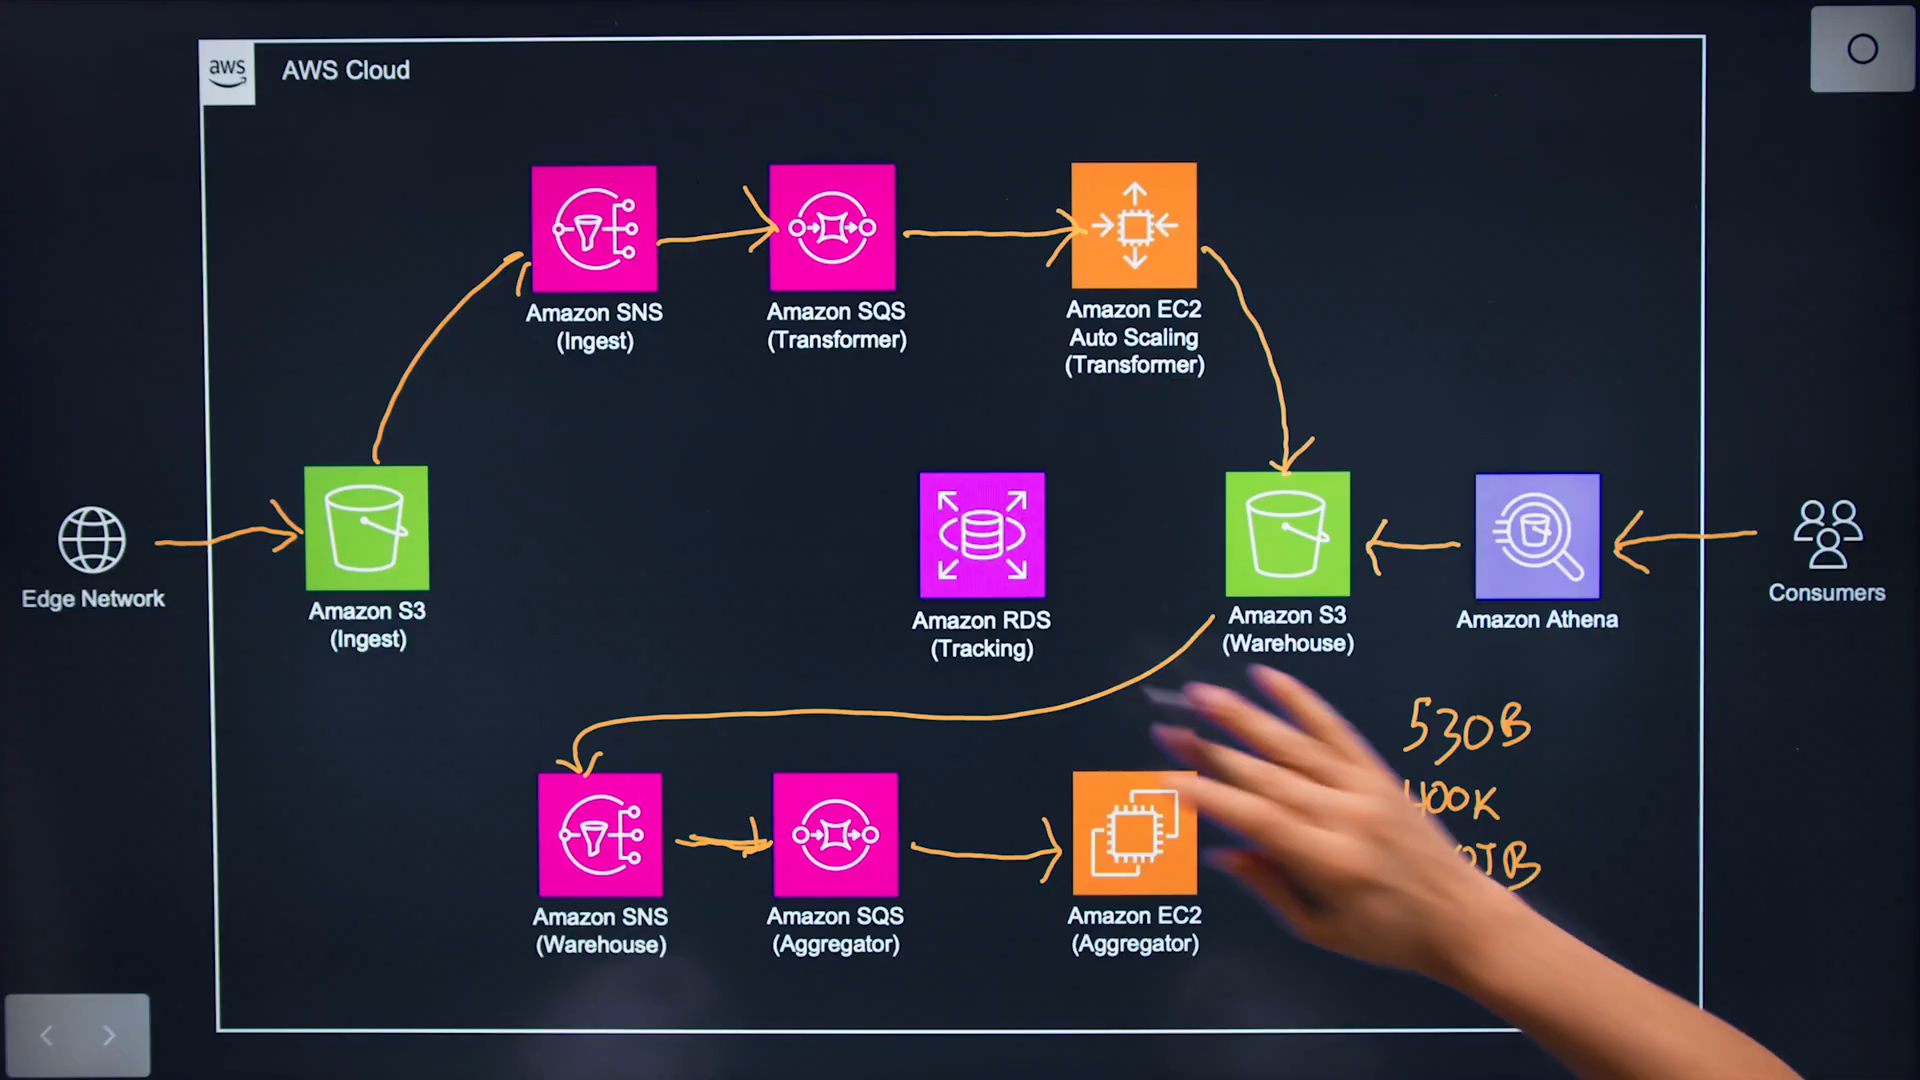 aws
AWS Cloud
Amazon SNS
(Ingest)
Amazon SQS
(Transformer)
Amazon EC2
Auto Scaling
(Transformer)
Edge Network
Amazon S3
(Ingest)
Amazon RDS
(Tracking)
Amazon S3
(Warehouse)
Amazon Athena
Consumers
530B
400K
Amazon SNS
(Warehouse)
Amazon SQS
(Aggregator)
Amazon EC2
(Aggregator)